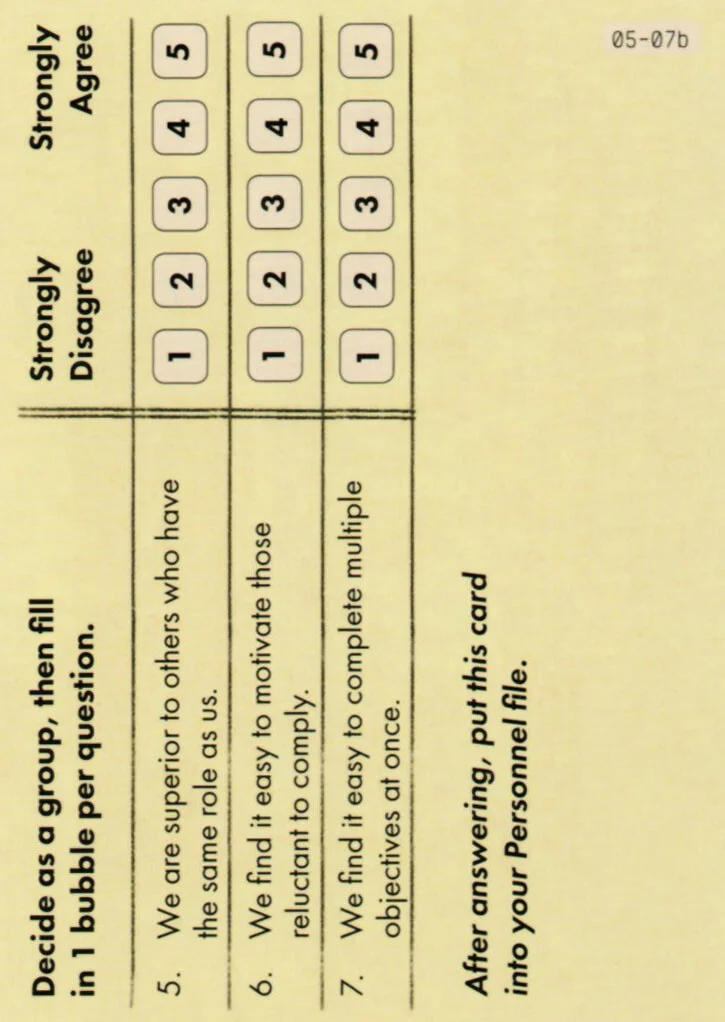 Decide as a group, then fill
in 1 bubble per question.
Strongly Disagree
Strongly Agree
5. We are superior to others who have
the same role as us.
1 2 3 4 5
6. We find it easy to motivate those
reluctant to comply.
1 2 3 4 5
7. We find it easy to complete multiple
objectives at once.
1 2 3 4 5
After answering, put this card
into your Personnel file.
05-07b